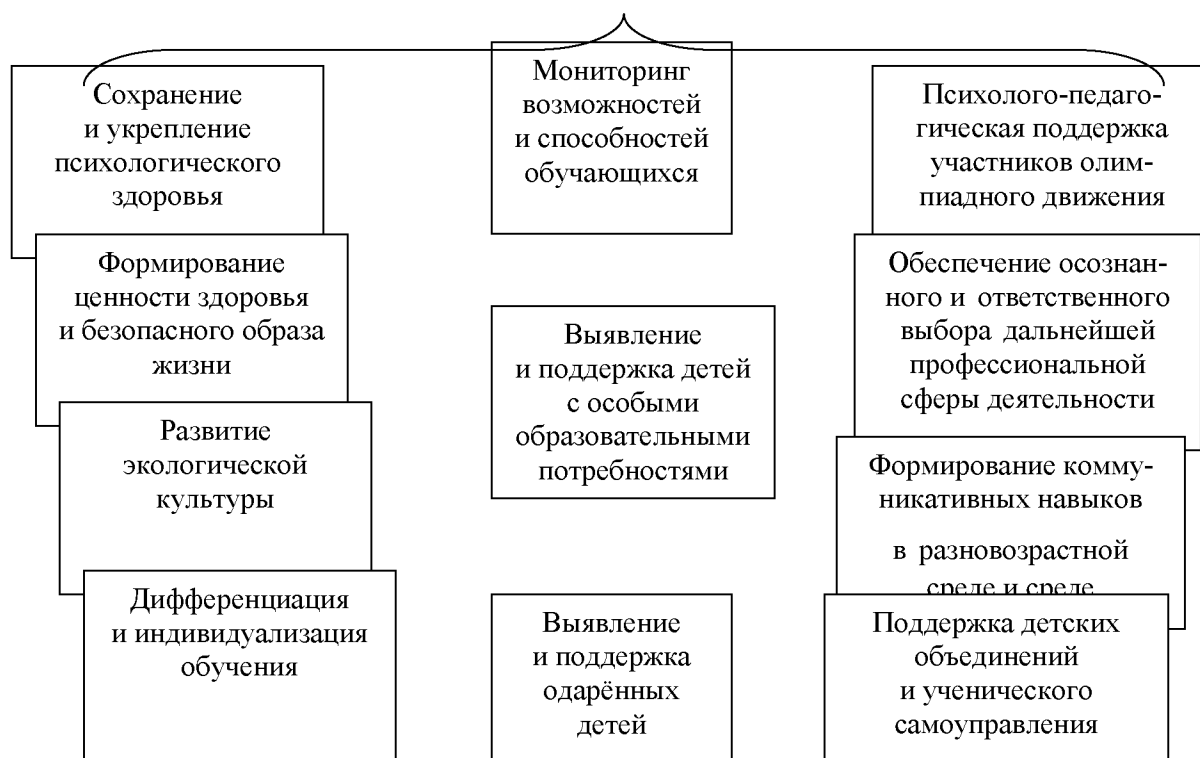 Сохранение
и укрепление
психологического
здоровья
Формирование
ценности здоровья
и безопасного образа
жизни
Развитие
экологической
культуры
Дифференциация
и индивидуализация
обучения
Мониторинг
возможностей
и способностей
обучающихся
Выявление
и поддержка детей
с особыми
образовательными
потребностями
Выявление
и поддержка
одарённых
детей
Психолого-педаго-
гическая поддержка
участников олим-
пиадного движения
Обеспечение осознан-
ного и ответственного
выбора дальнейшей
профессиональной
сферы деятельности
Формирование комму-
никативных навыков
в разновозрастной
среде и среде
Поддержка детских
объединений
и ученического
самоуправления